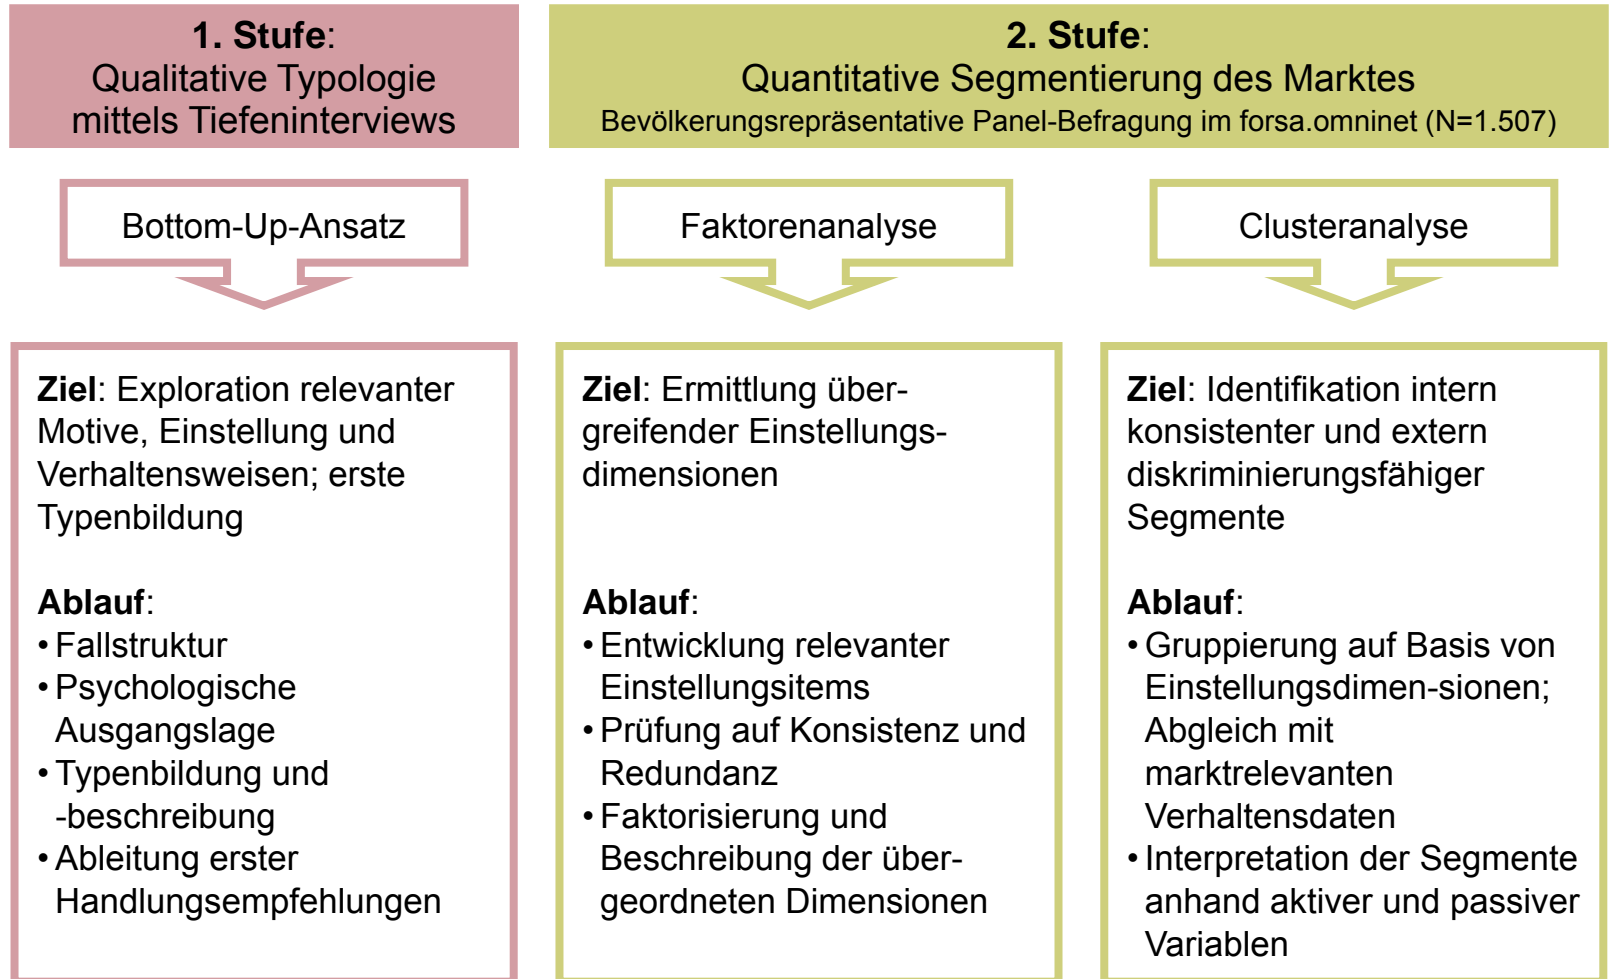 1. Stufe:
Qualitative Typologie
mittels Tiefeninterviews
2. Stufe:
Quantitative Segmentierung des Marktes
Bevölkerungsrepräsentative Panel-Befragung im forsa.omninet (N=1.507)
Bottom-Up-Ansatz
Faktorenanalyse
Clusteranalyse
Ziel: Exploration relevanter
Motive, Einstellung und
Verhaltensweisen; erste
Typenbildung
Ablauf:
• Fallstruktur
• Psychologische
Ausgangslage
• Typenbildung und
-beschreibung
• Ableitung erster
Handlungsempfehlungen
Ziel: Ermittlung über-
greifender Einstellungs-
dimensionen
Ablauf:
• Entwicklung relevanter
Einstellungsitems
• Prüfung auf Konsistenz und
Redundanz
• Faktorisierung und
Beschreibung der über-
geordneten Dimensionen
Ziel: Identifikation intern
konsistenter und extern
diskriminierungsfähiger
Segmente
Ablauf:
• Gruppierung auf Basis von
Einstellungsdimen-sionen;
Abgleich mit
marktrelevanten
Verhaltensdaten
• Interpretation der Segmente
anhand aktiver und passiver
Variablen